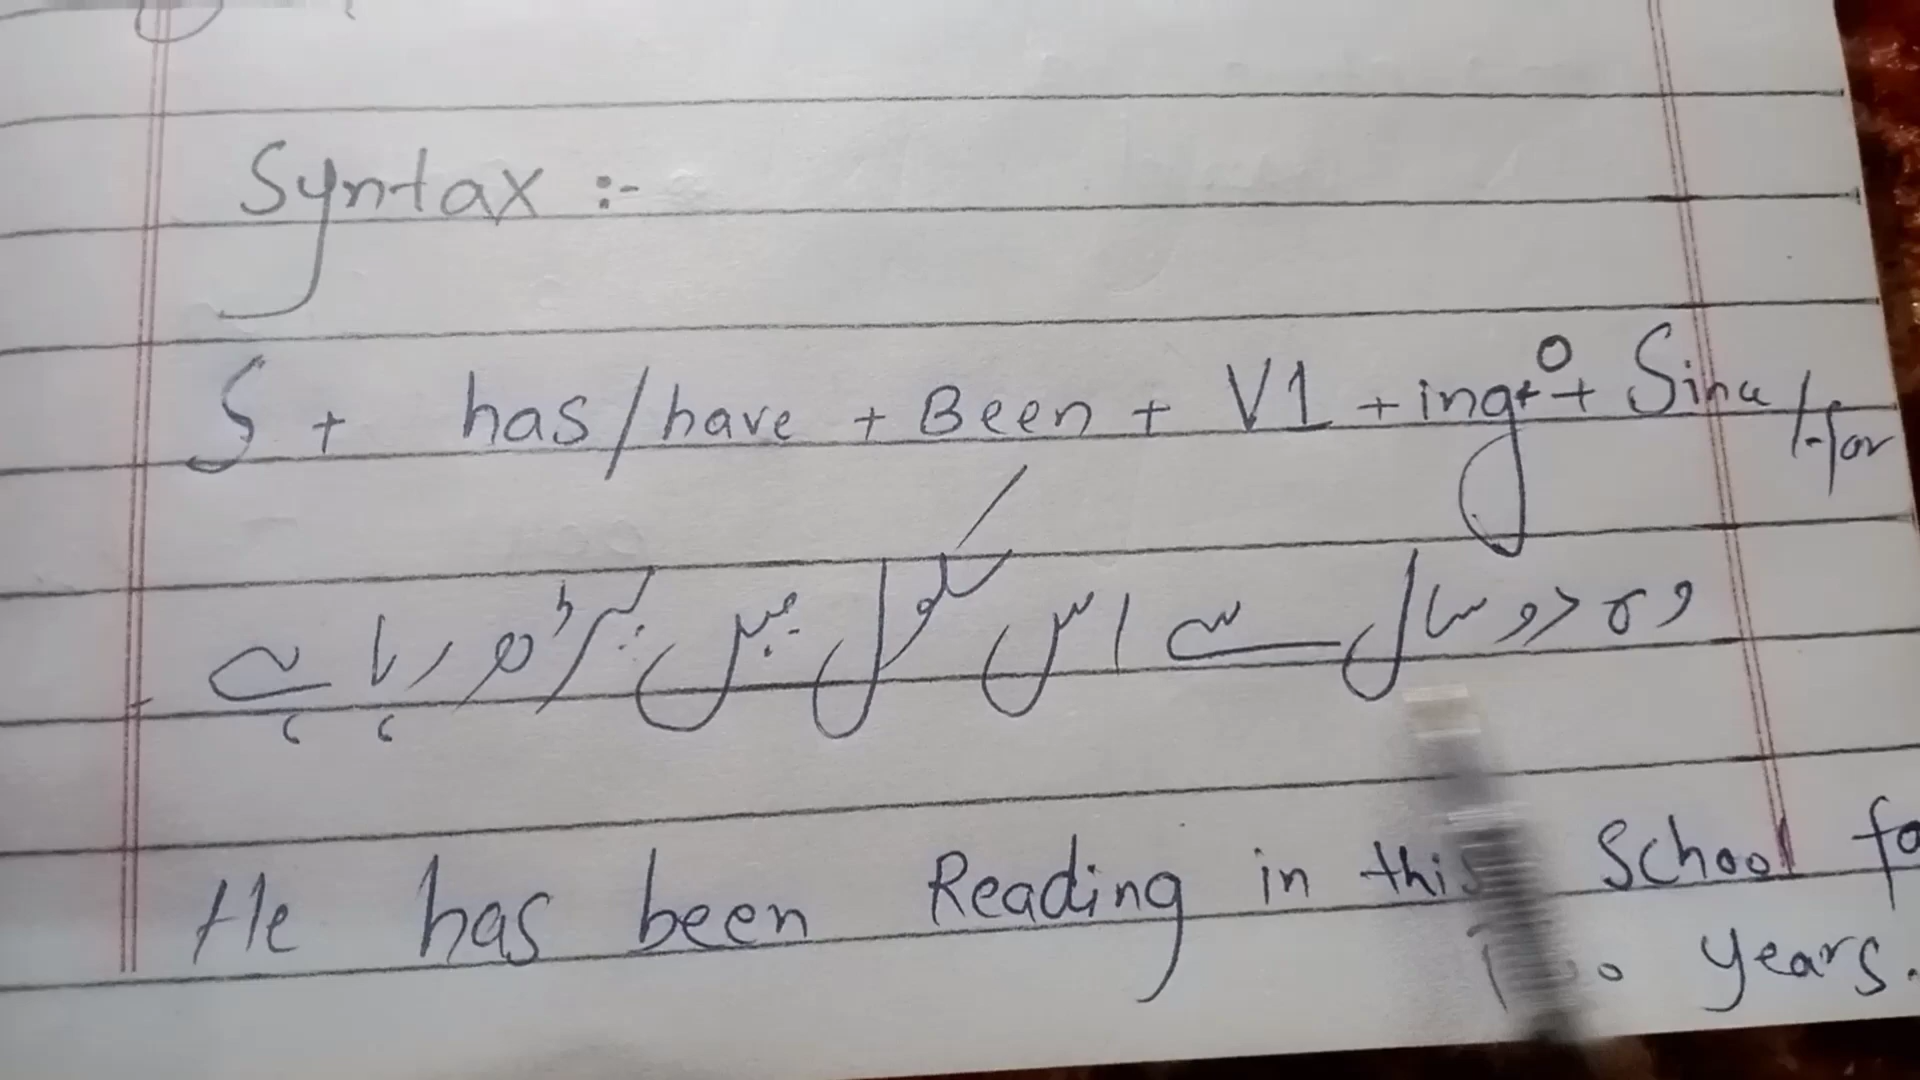 Syntax :-
S + has/have + Been + V1 + ing + o + Since/for
وہ دو سال سے اس سکول میں پڑھ رہا ہے -
He has been Reading in this School
years.